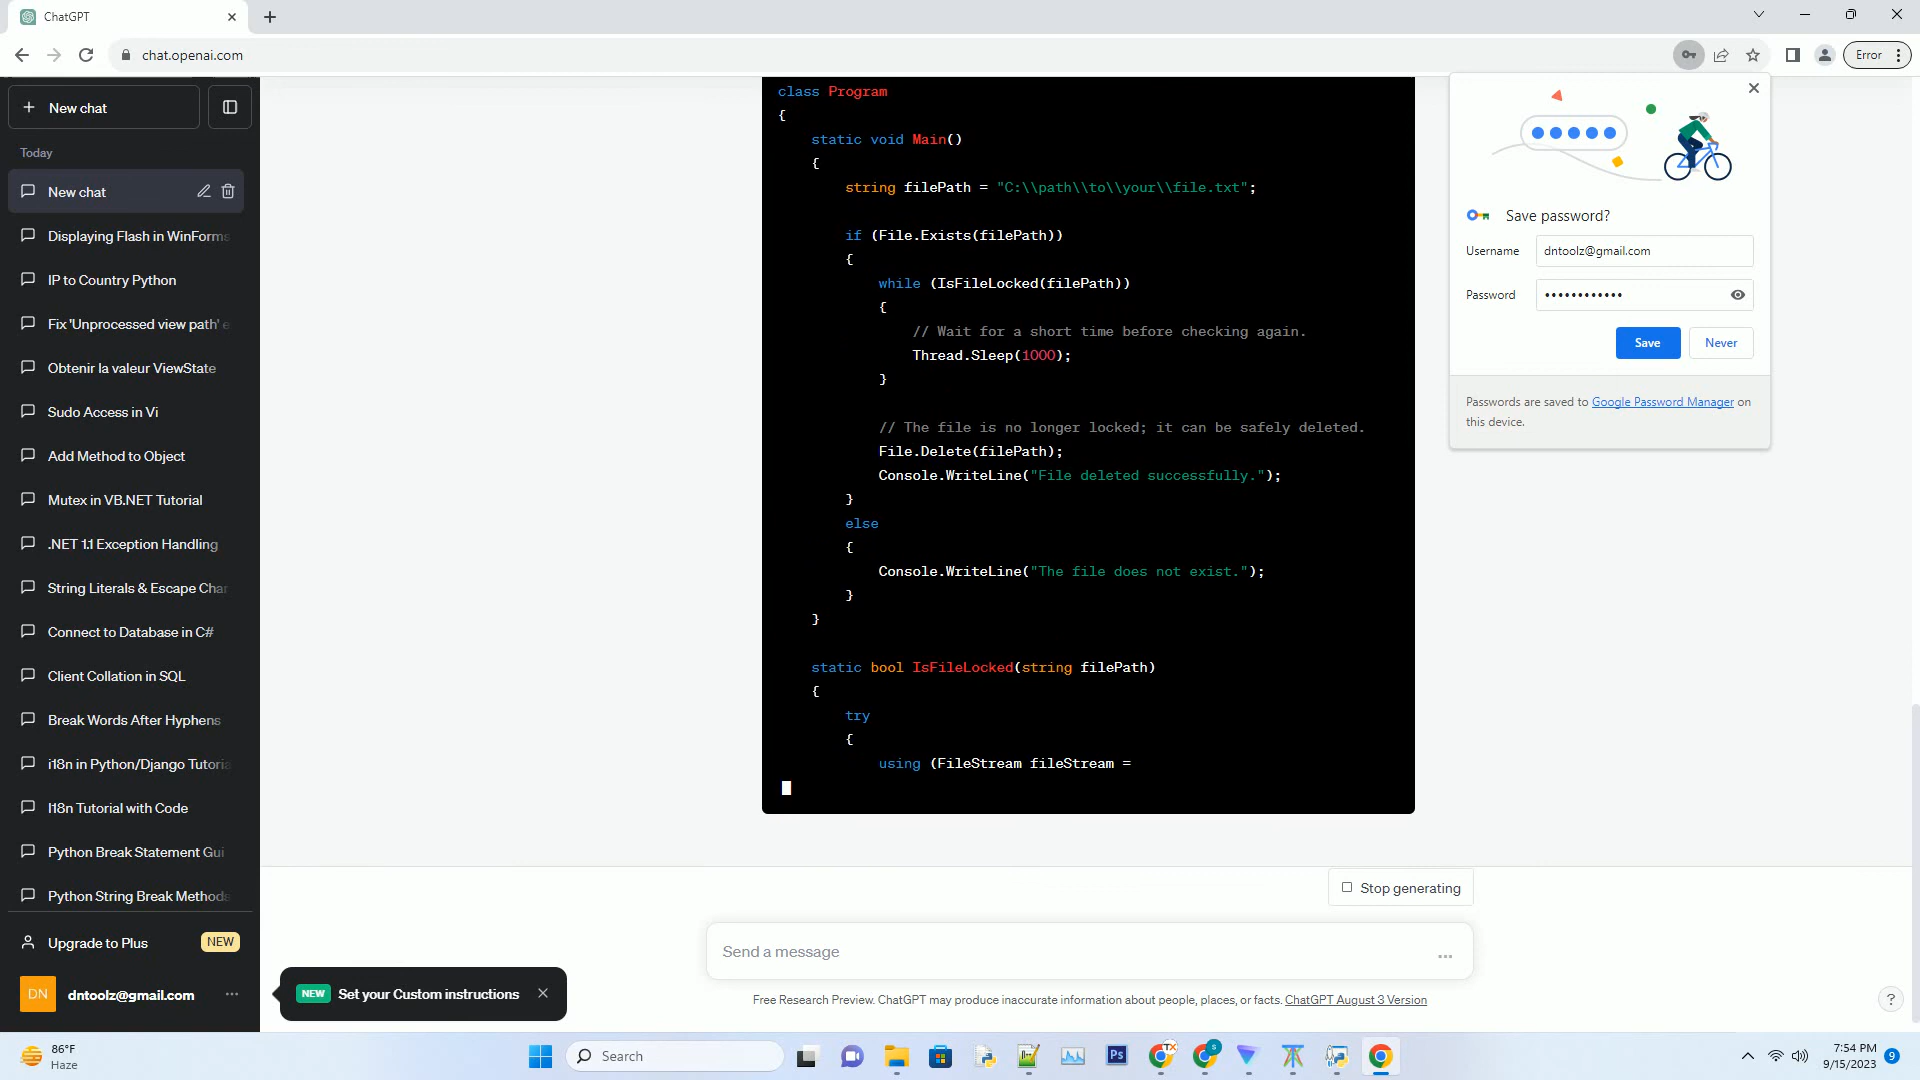 ChatGPT
chat.openai.com
Error
New chat
Today
New chat
Displaying Flash in WinForms
IP to Country Python
Fix 'Unprocessed view path' e
Obtenir la valeur ViewState
Sudo Access in Vi
Add Method to Object
Mutex in VB.NET Tutorial
.NET 1.1 Exception Handling
String Literals & Escape Char
Connect to Database in C#
Client Collation in SQL
Break Words After Hyphens
i18n in Python/Django Tutoria
I18n Tutorial with Code
Python Break Statement Gui
Python String Break Methods
Upgrade to Plus NEW
DN dntoolz@gmail.com
class Program
{
static void Main()
{
string filePath = "C:\\path\\to\\your\\file.txt";
if (File.Exists(filePath))
{
while (IsFileLocked(filePath))
{
// Wait for a short time before checking again.
Thread.Sleep(1000);
}
// The file is no longer locked; it can be safely deleted.
File.Delete(filePath);
Console.WriteLine("File deleted successfully.");
}
else
{
Console.WriteLine("The file does not exist.");
}
}
static bool IsFileLocked(string filePath)
{
try
{
using (FileStream fileStream =
Save password?
Username dntoolz@gmail.com
Password ••••••••••••
Save Never
Passwords are saved to Google Password Manager on
this device.
Stop generating
Send a message
NEW Set your Custom instructions
Free Research Preview. ChatGPT may produce inaccurate information about people, places, or facts. ChatGPT August 3 Version
?
86°F
Haze
Search
Ps
TX
S
7:54 PM
9/15/2023
9